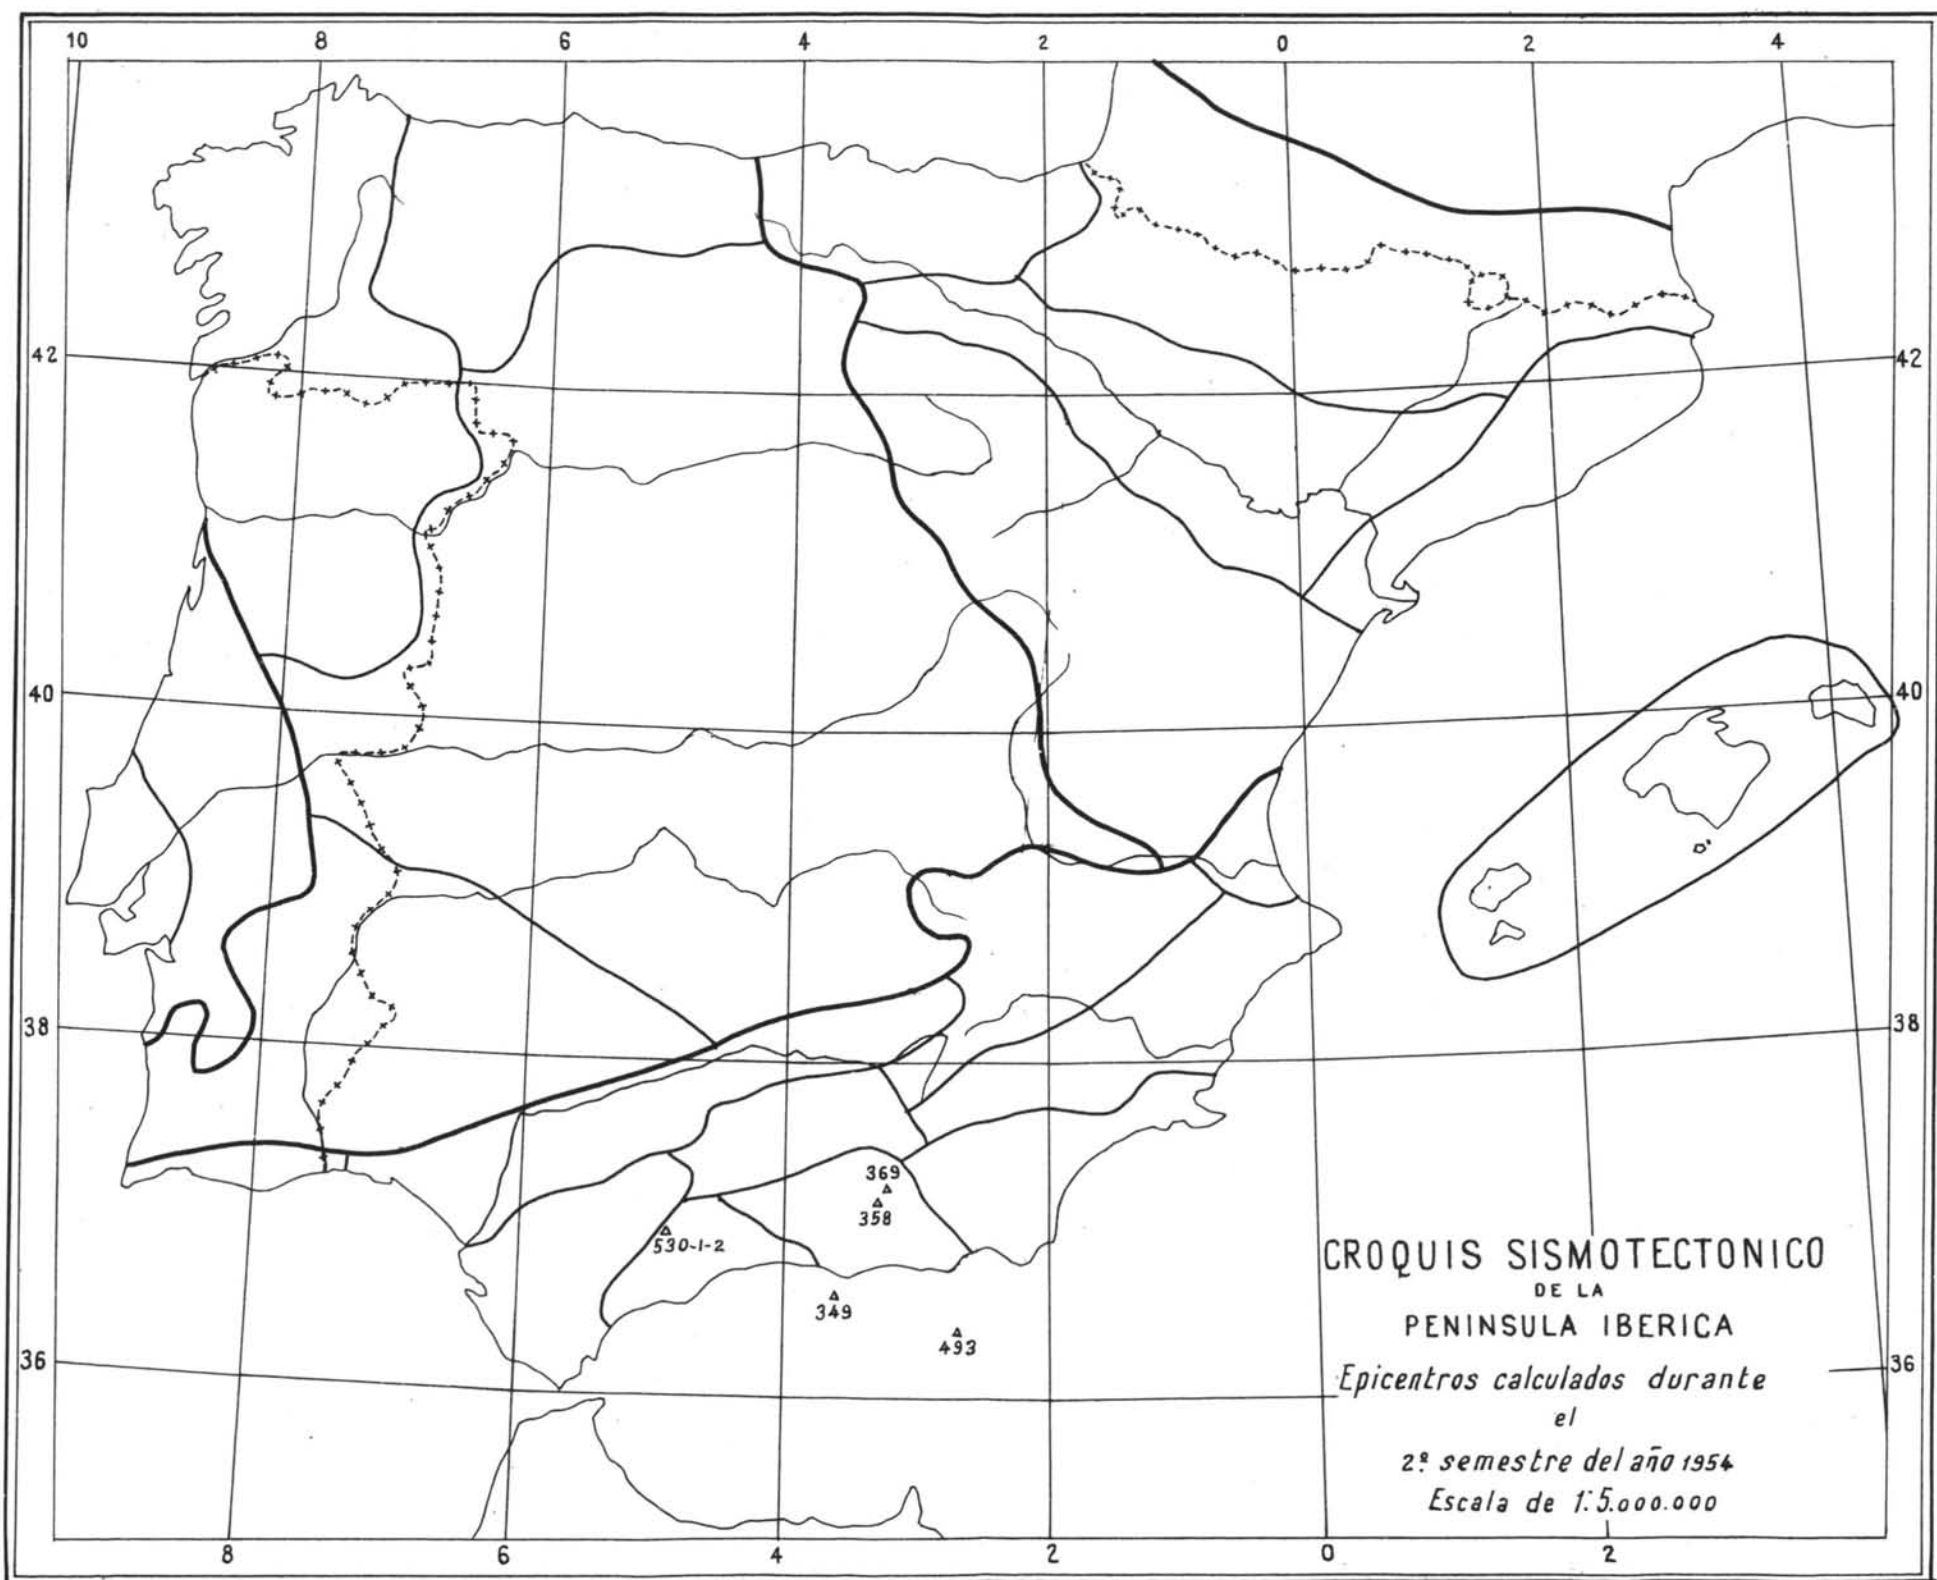 10 8 6 4 2 0 2 4
42 42
40 40
38 38
369
358
530-1-2
349
493
CROQUIS SISMOTECTONICO
DE LA
PENINSULA IBERICA
36 36
Epicentros calculados durante
el
2º semestre del año 1954
Escala de 1:5.000.000
8 6 4 2 0 2